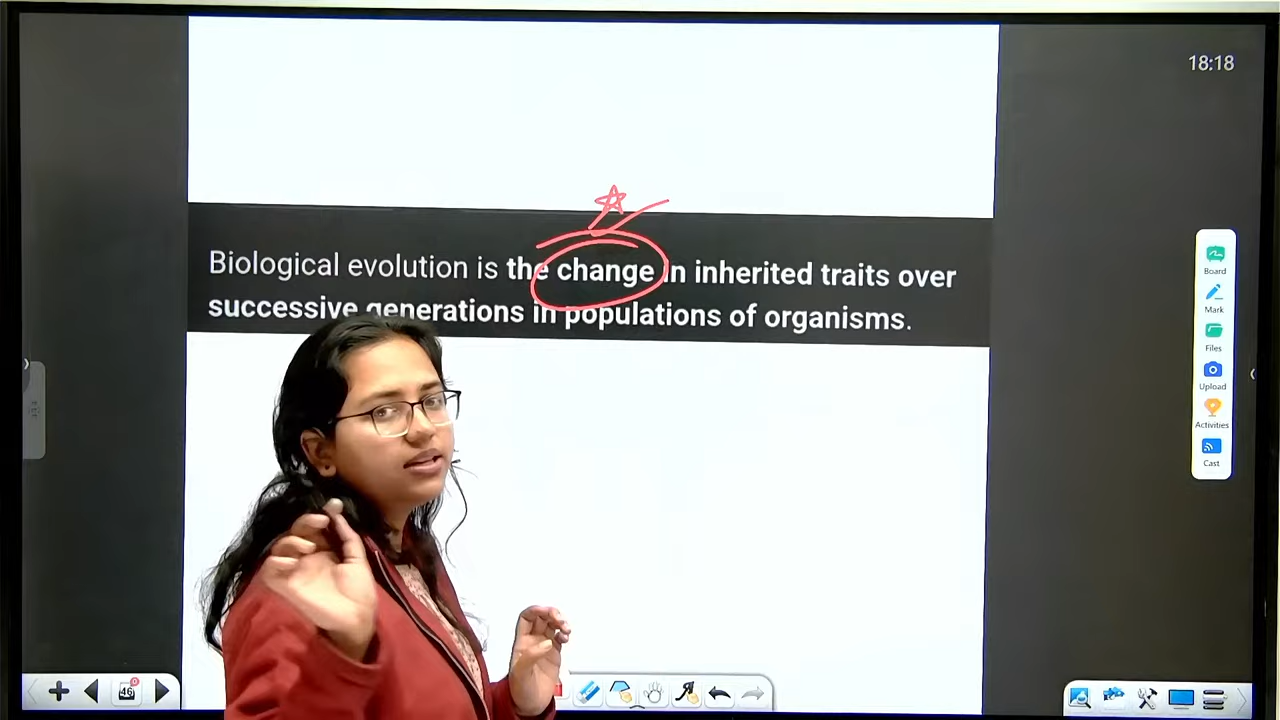 18:18
Biological evolution is the change in inherited traits over
successive generations in populations of organisms.
Board
Mark
Files
Upload
Activities
Cast
46
0